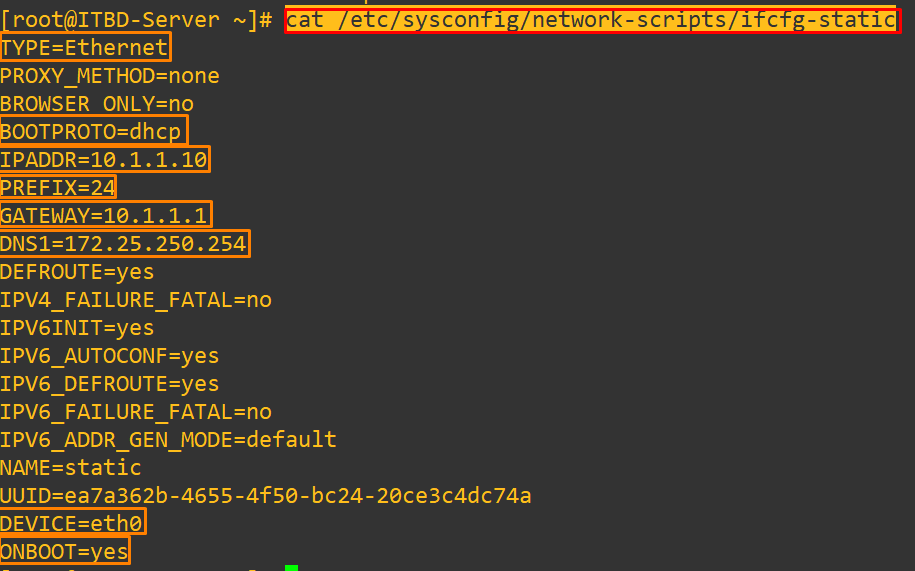 [root@ITBD-Server ~]# cat /etc/sysconfig/network-scripts/ifcfg-static
TYPE=Ethernet
PROXY_METHOD=none
BROWSER_ONLY=no
BOOTPROTO=dhcp
IPADDR=10.1.1.10
PREFIX=24
GATEWAY=10.1.1.1
DNS1=172.25.250.254
DEFROUTE=yes
IPV4_FAILURE_FATAL=no
IPV6INIT=yes
IPV6_AUTOCONF=yes
IPV6_DEFROUTE=yes
IPV6_FAILURE_FATAL=no
IPV6_ADDR_GEN_MODE=default
NAME=static
UUID=ea7a362b-4655-4f50-bc24-20ce3c4dc74a
DEVICE=eth0
ONBOOT=yes